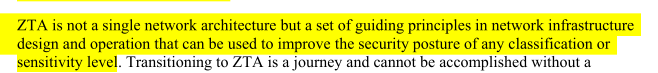 ZTA is not a single network architecture but a set of guiding principles in network infrastructure
design and operation that can be used to improve the security posture of any classification or
sensitivity level. Transitioning to ZTA is a journey and cannot be accomplished without a